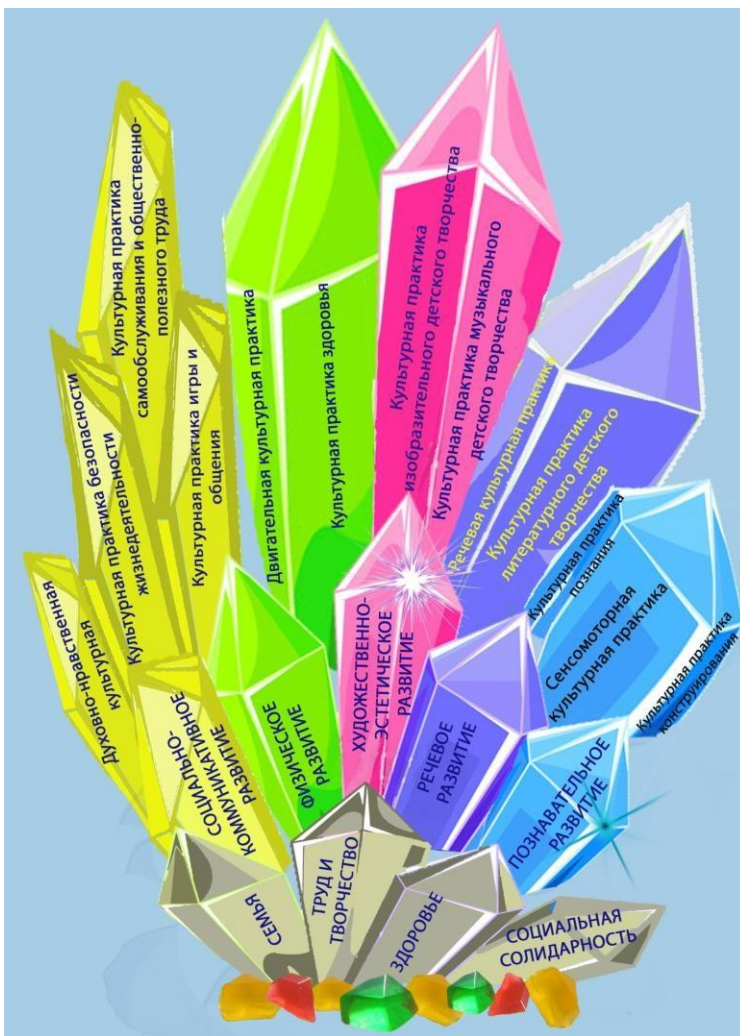 Культурная практика
самообслуживания и общественно-
полезного труда
Культурная практика безопасности
жизнедеятельности
Культурная практика игры и
общения
Духовно-нравственная
культурная
СОЦИАЛЬНО-
КОММУНИКАТИВНОЕ
РАЗВИТИЕ
Двигательная культурная практика
Культурная практика здоровья
ФИЗИЧЕСКОЕ
РАЗВИТИЕ
Культурная практика
изобразительного детского творчества
Культурная практика музыкального
детского творчества
ХУДОЖЕСТВЕННО-
ЭСТЕТИЧЕСКОЕ
РАЗВИТИЕ
Речевая культурная практика
Культурная практика
литературного детского
творчества
РЕЧЕВОЕ
РАЗВИТИЕ
Культурная практика
познания
Сенсомоторная
культурная практика
Культурная практика
конструирования
ПОЗНАВАТЕЛЬНОЕ
РАЗВИТИЕ
СЕМЬЯ
ТРУД И
ТВОРЧЕСТВО
ЗДОРОВЬЕ
СОЦИАЛЬНАЯ
СОЛИДАРНОСТЬ